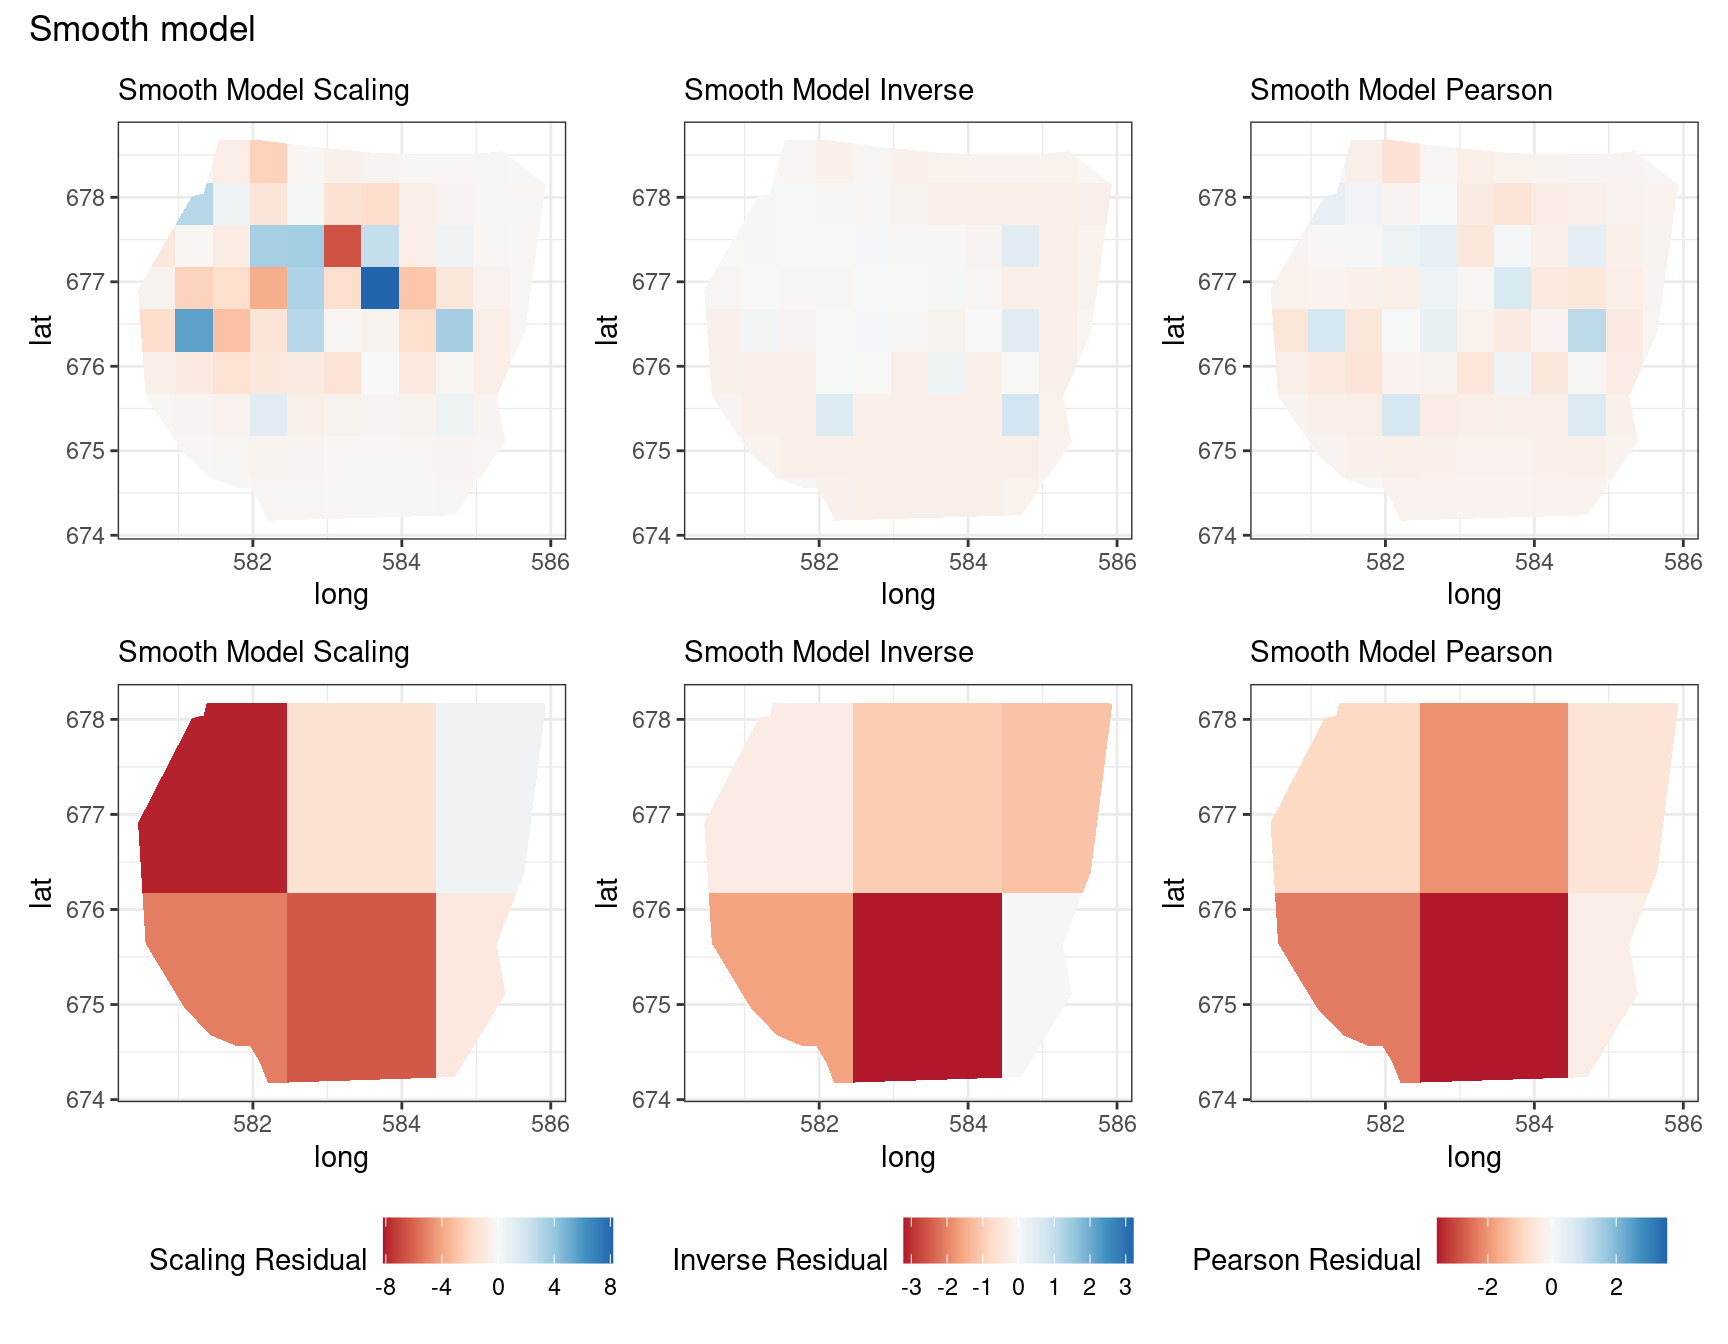 Smooth model
Smooth Model Scaling
Smooth Model Inverse
Smooth Model Pearson
678
677
676
675
674
lat
582
584
586
long
678
677
676
675
674
lat
582
584
586
long
678
677
676
675
674
lat
582
584
586
long
Smooth Model Scaling
Smooth Model Inverse
Smooth Model Pearson
678
677
676
675
674
lat
582
584
586
long
678
677
676
675
674
lat
582
584
586
long
678
677
676
675
674
lat
582
584
586
long
Scaling Residual
-8 -4 0 4 8
Inverse Residual
-3 -2 -1 0 1 2 3
Pearson Residual
-2 0 2